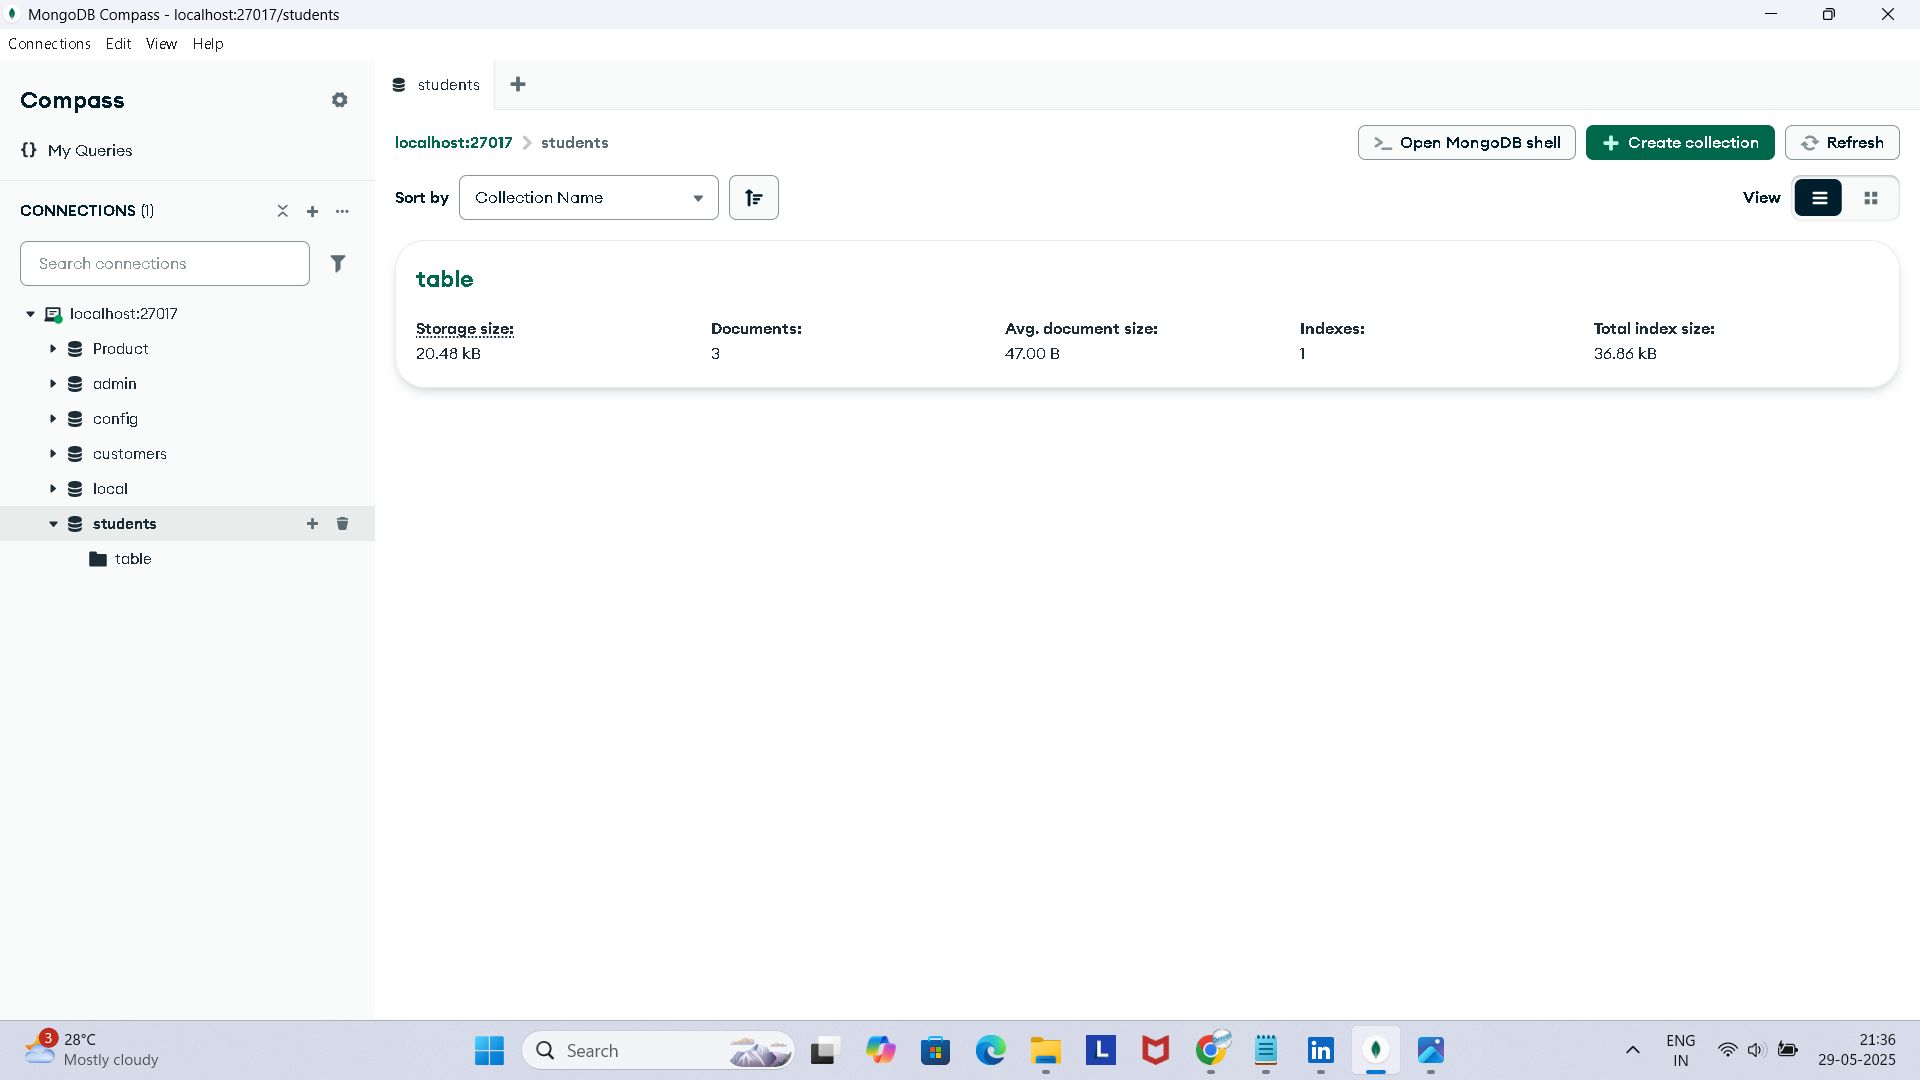 MongoDB Compass - localhost:27017/students
Connections Edit View Help
Compass
{} My Queries
CONNECTIONS (1)
Search connections
localhost:27017
Product
admin
config
customers
local
students
table
students
localhost:27017 students
>_ Open MongoDB shell
Create collection
Refresh
Sort by Collection Name
View
table
Storage size: Documents: Avg. document size: Indexes: Total index size:
20.48 kB 3 47.00 B 1 36.86 kB
3
28°C
Mostly cloudy
Search
L
in
ENG
IN
21:36
29-05-2025